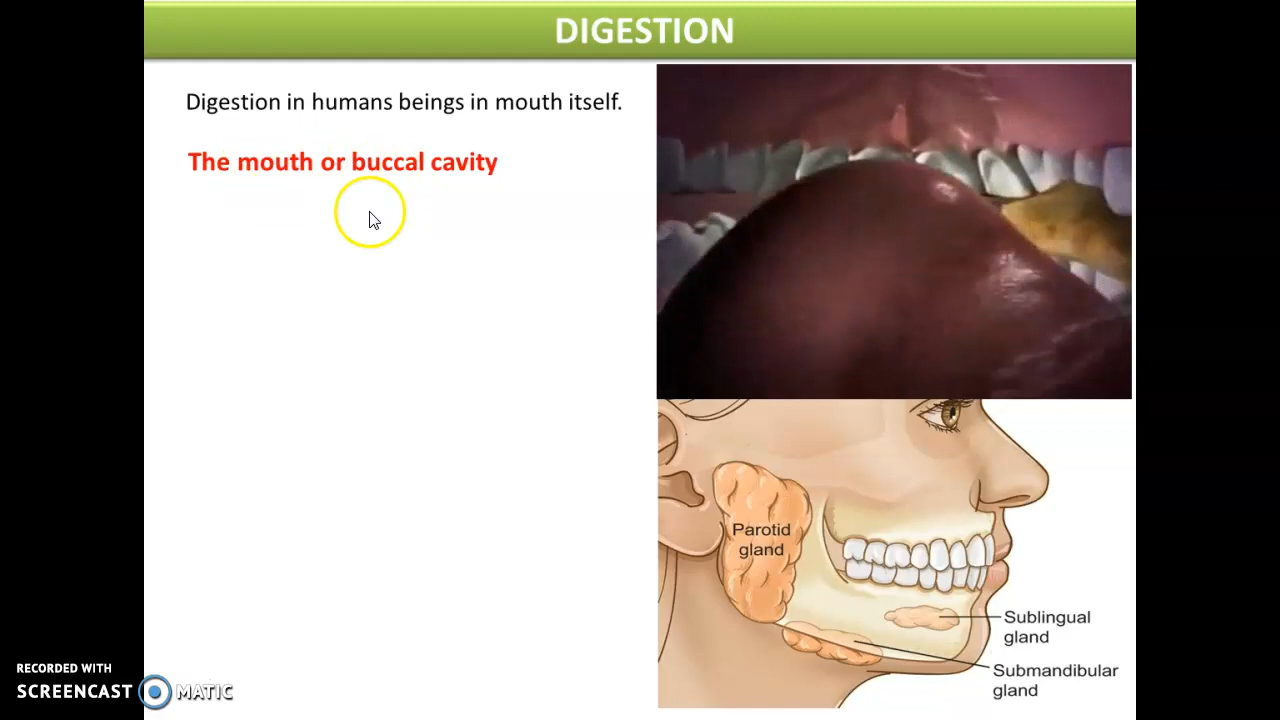 DIGESTION
Digestion in humans beings in mouth itself.
The mouth or buccal cavity
Parotid
gland
Sublingual
gland
Submandibular
gland
RECORDED WITH
SCREENCAST MATIC